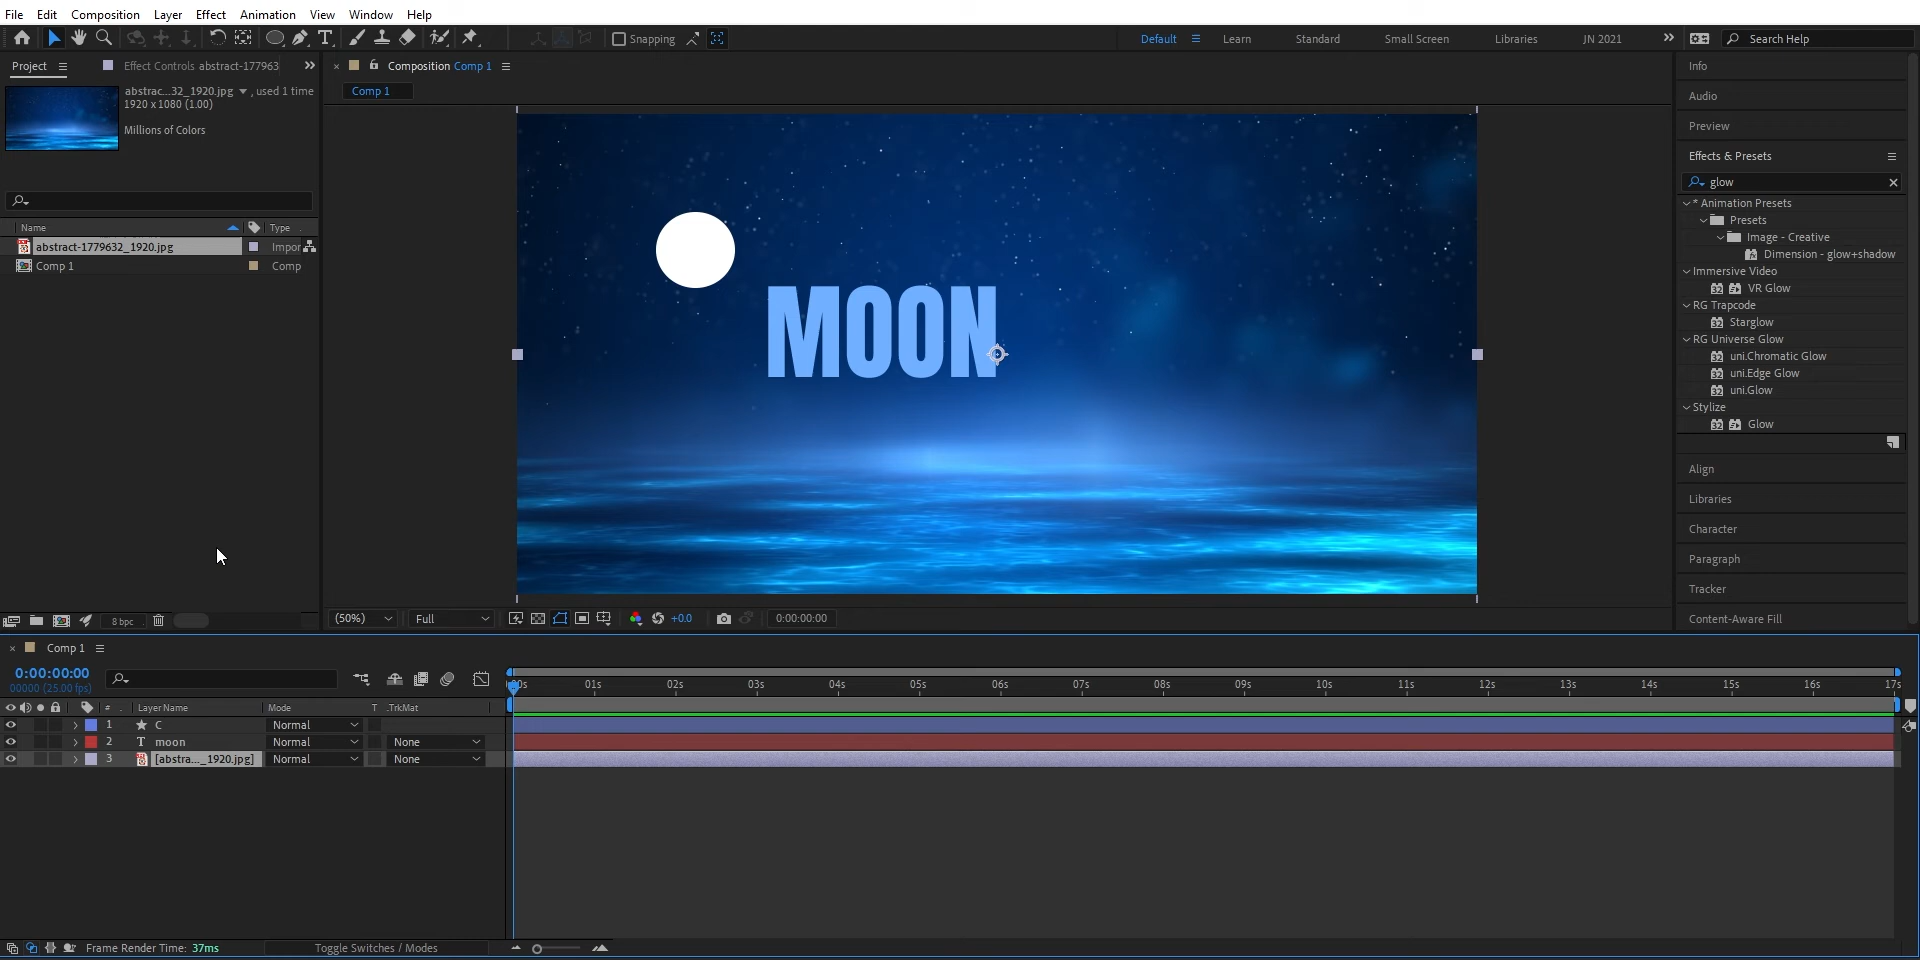 File Edit Composition Layer Effect Animation View Window Help
Snapping Default Learn Standard Small Screen Libraries JN 2021 Search Help
Project Effect Controls abstract-177963
abstrac...32_1920.jpg , used 1 time
1920 x 1080 (1.00)
Millions of Colors
Name Type
abstract-1779632_1920.jpg Impor
Comp 1 Comp
8 bpc
Composition Comp 1
Comp 1
MOON
(50%) Full +0.0 0:00:00:00
Info
Audio
Preview
Effects & Presets
glow
* Animation Presets
Presets
Image - Creative
Dimension - glow+shadow
Immersive Video
32 VR Glow
RG Trapcode
32 Starglow
RG Universe Glow
32 uni.Chromatic Glow
32 uni.Edge Glow
32 uni.Glow
Stylize
32 Glow
Align
Libraries
Character
Paragraph
Tracker
Content-Aware Fill
Comp 1
0:00:00:00
00000 (25.00 fps)
:00s 01s 02s 03s 04s 05s 06s 07s 08s 09s 10s 11s 12s 13s 14s 15s 16s 17s
# Layer Name Mode T .TrkMat
1 C Normal
2 T moon Normal None
3 [abstra..._1920.jpg] Normal None
Frame Render Time: 37ms Toggle Switches / Modes